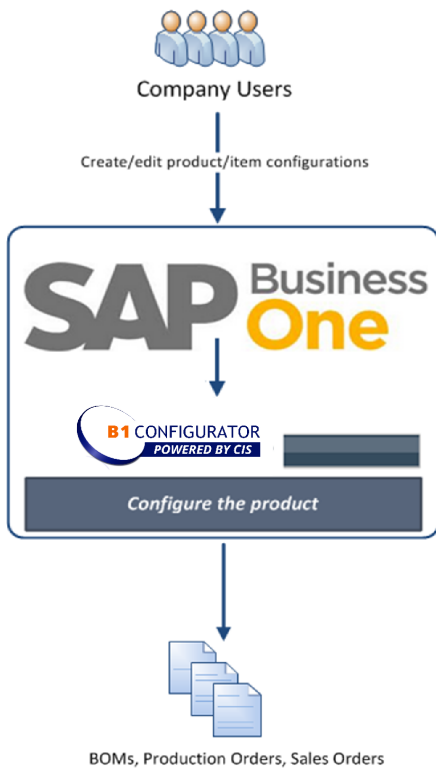 Company Users
Create/edit product/item configurations
SAP Business
One
B1 CONFIGURATOR
POWERED BY CIS
Configure the product
BOMs, Production Orders, Sales Orders